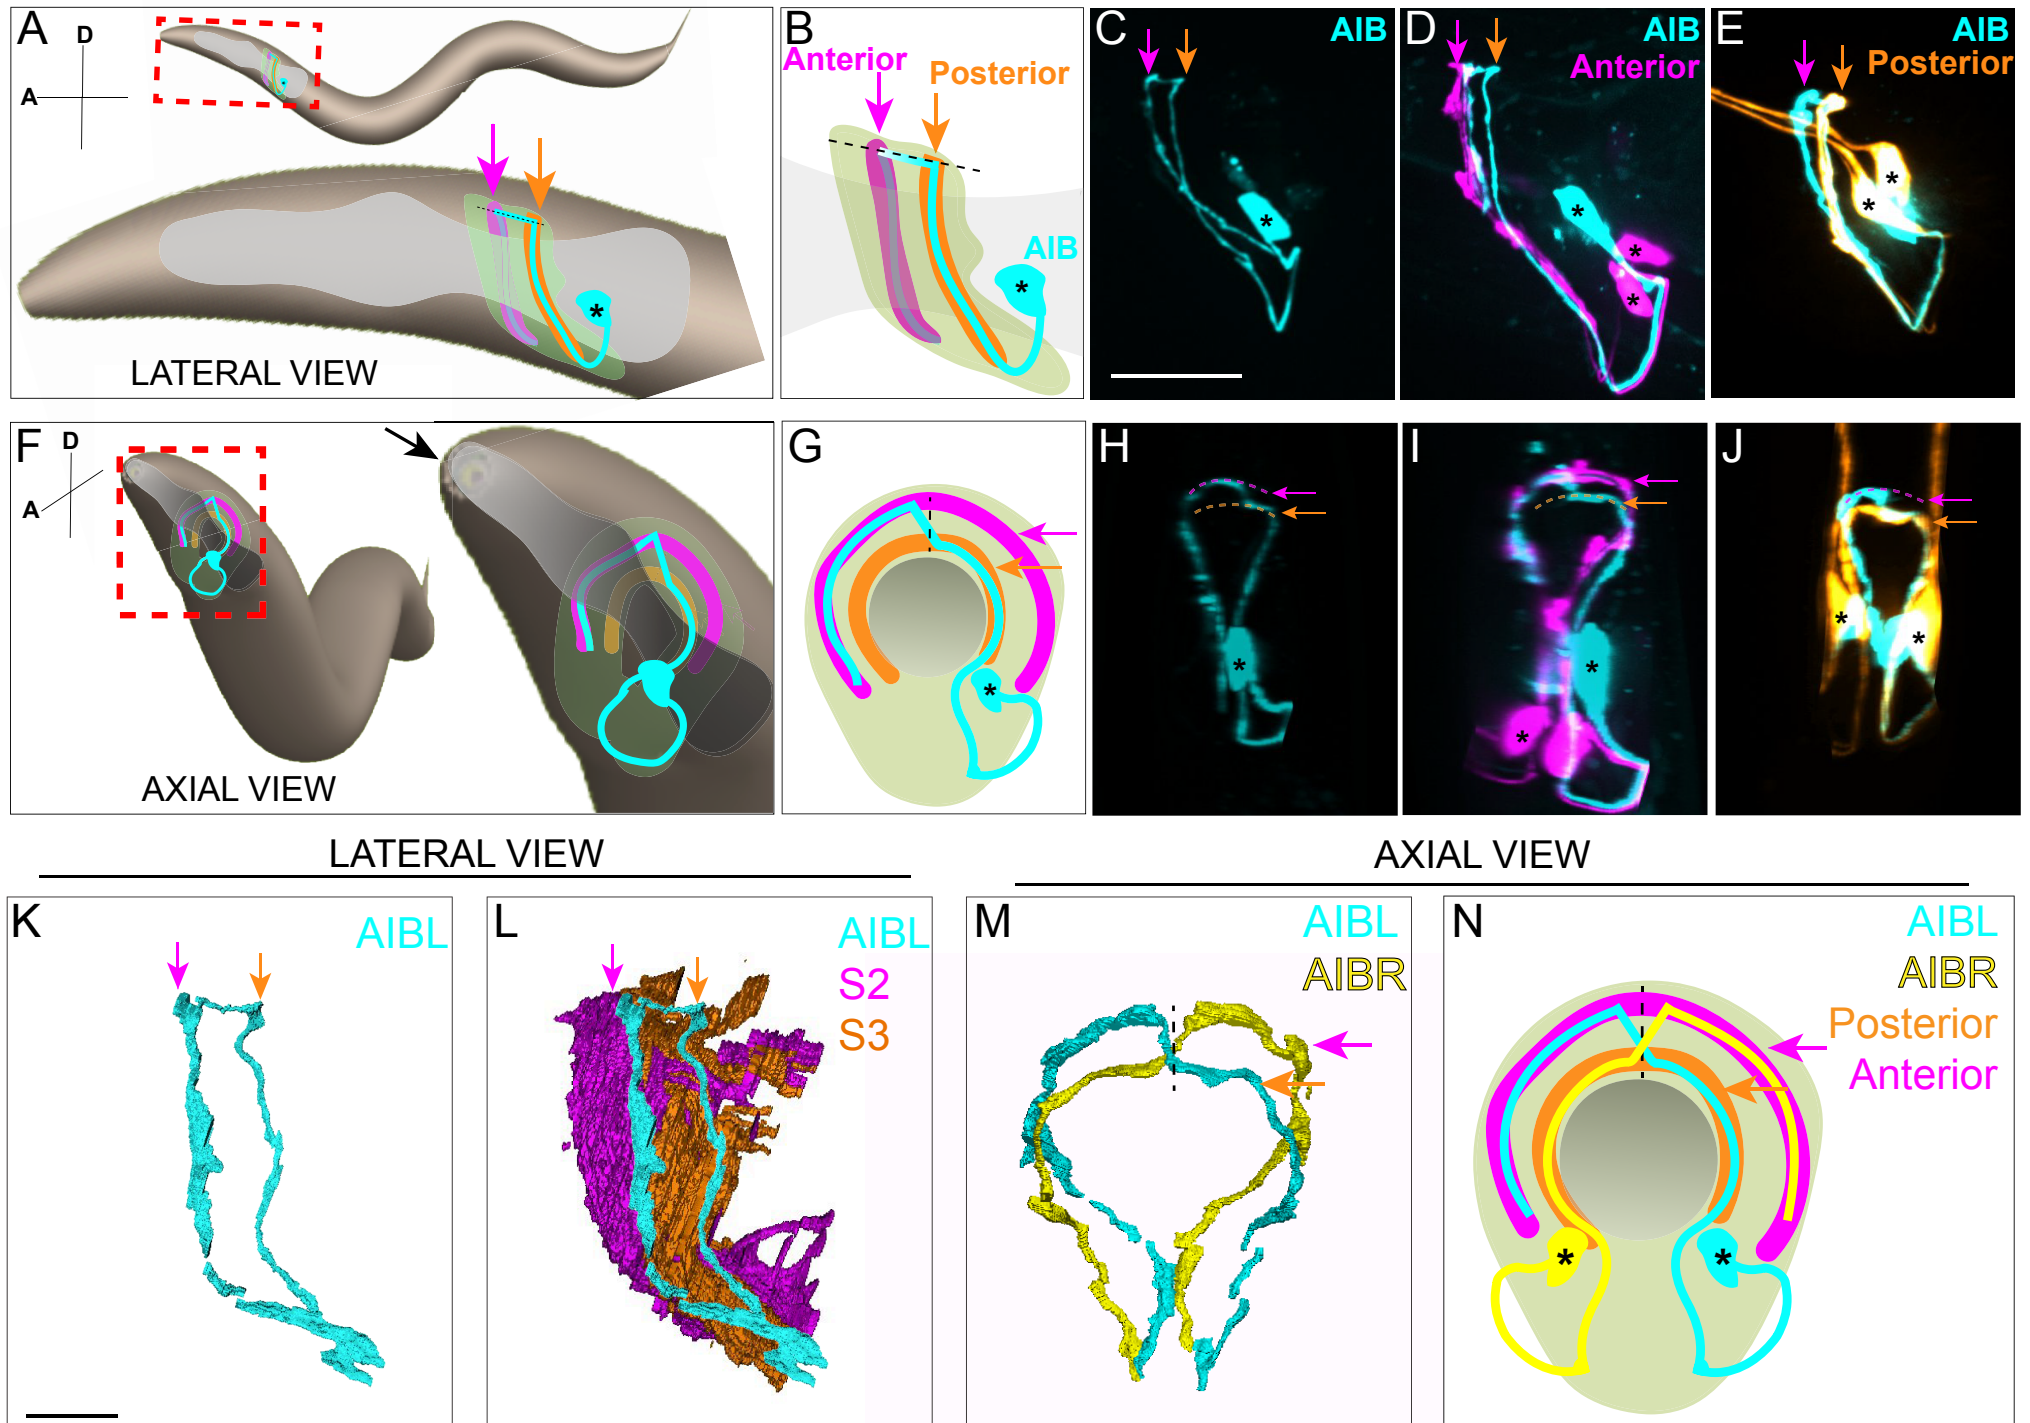 A
D
A
LATERAL VIEW
AIB
*
B
Anterior
Posterior
AIB
*
C
AIB
*
D
AIB
Anterior
*
*
*
E
AIB
Posterior
*
*
F
D
A
AXIAL VIEW
G
*
H
*
I
*
*
J
*
*
LATERAL VIEW
AXIAL VIEW
K
AIBL
L
AIBL
S2
S3
M
AIBL
AIBR
N
AIBL
AIBR
Posterior
Anterior
*
*